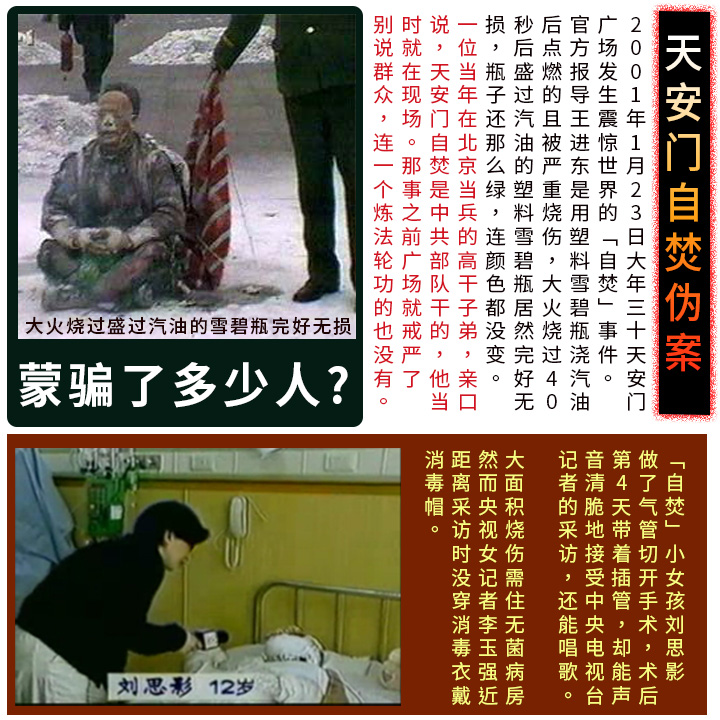 天安门自焚伪案
2001年1月23日大年三十天安门
广场发生震惊世界的「自焚」事件。
官方报导王进东是用塑料雪碧瓶浇汽油
后点燃的且被严重烧伤，大火烧过40
秒后盛过汽油的塑料雪碧瓶居然完好无
损，瓶子还那么绿，连颜色都没变。
一位当年在北京当兵的高干子弟，亲口
说，天安门自焚是中共部队干的，他当
时就在现场。那事之前广场就戒严了
别说群众，连一个炼法轮功的也没有。
大火烧过盛过汽油的雪碧瓶完好无损
蒙骗了多少人？
「自焚」小女孩刘思影
做了气管切开手术，术后
第4天带着插管，却能声
音清脆地接受中央电视台
记者的采访，还能唱歌。
大面积烧伤需住无菌病房
然而央视女记者李玉强近
距离采访时没穿消毒衣戴
消毒帽。
刘思影 12岁